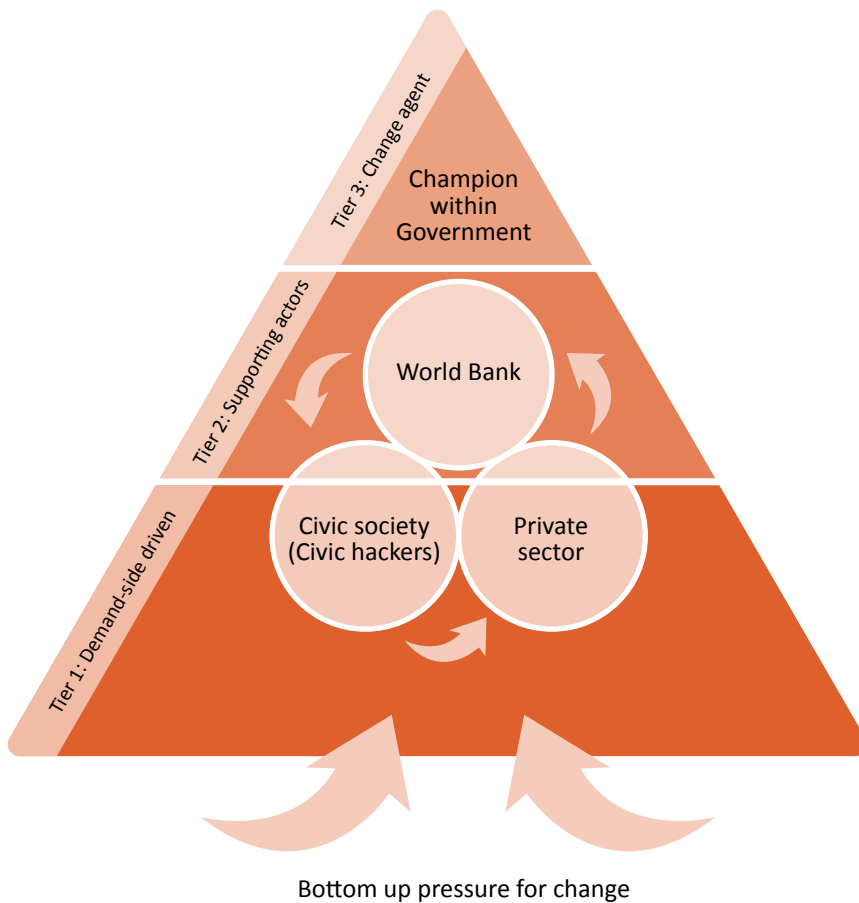 Tier 3: Change agent
Champion
within
Government
Tier 2: Supporting actors
World Bank
Tier 1: Demand-side driven
Civic society
(Civic hackers)
Private
sector
Bottom up pressure for change